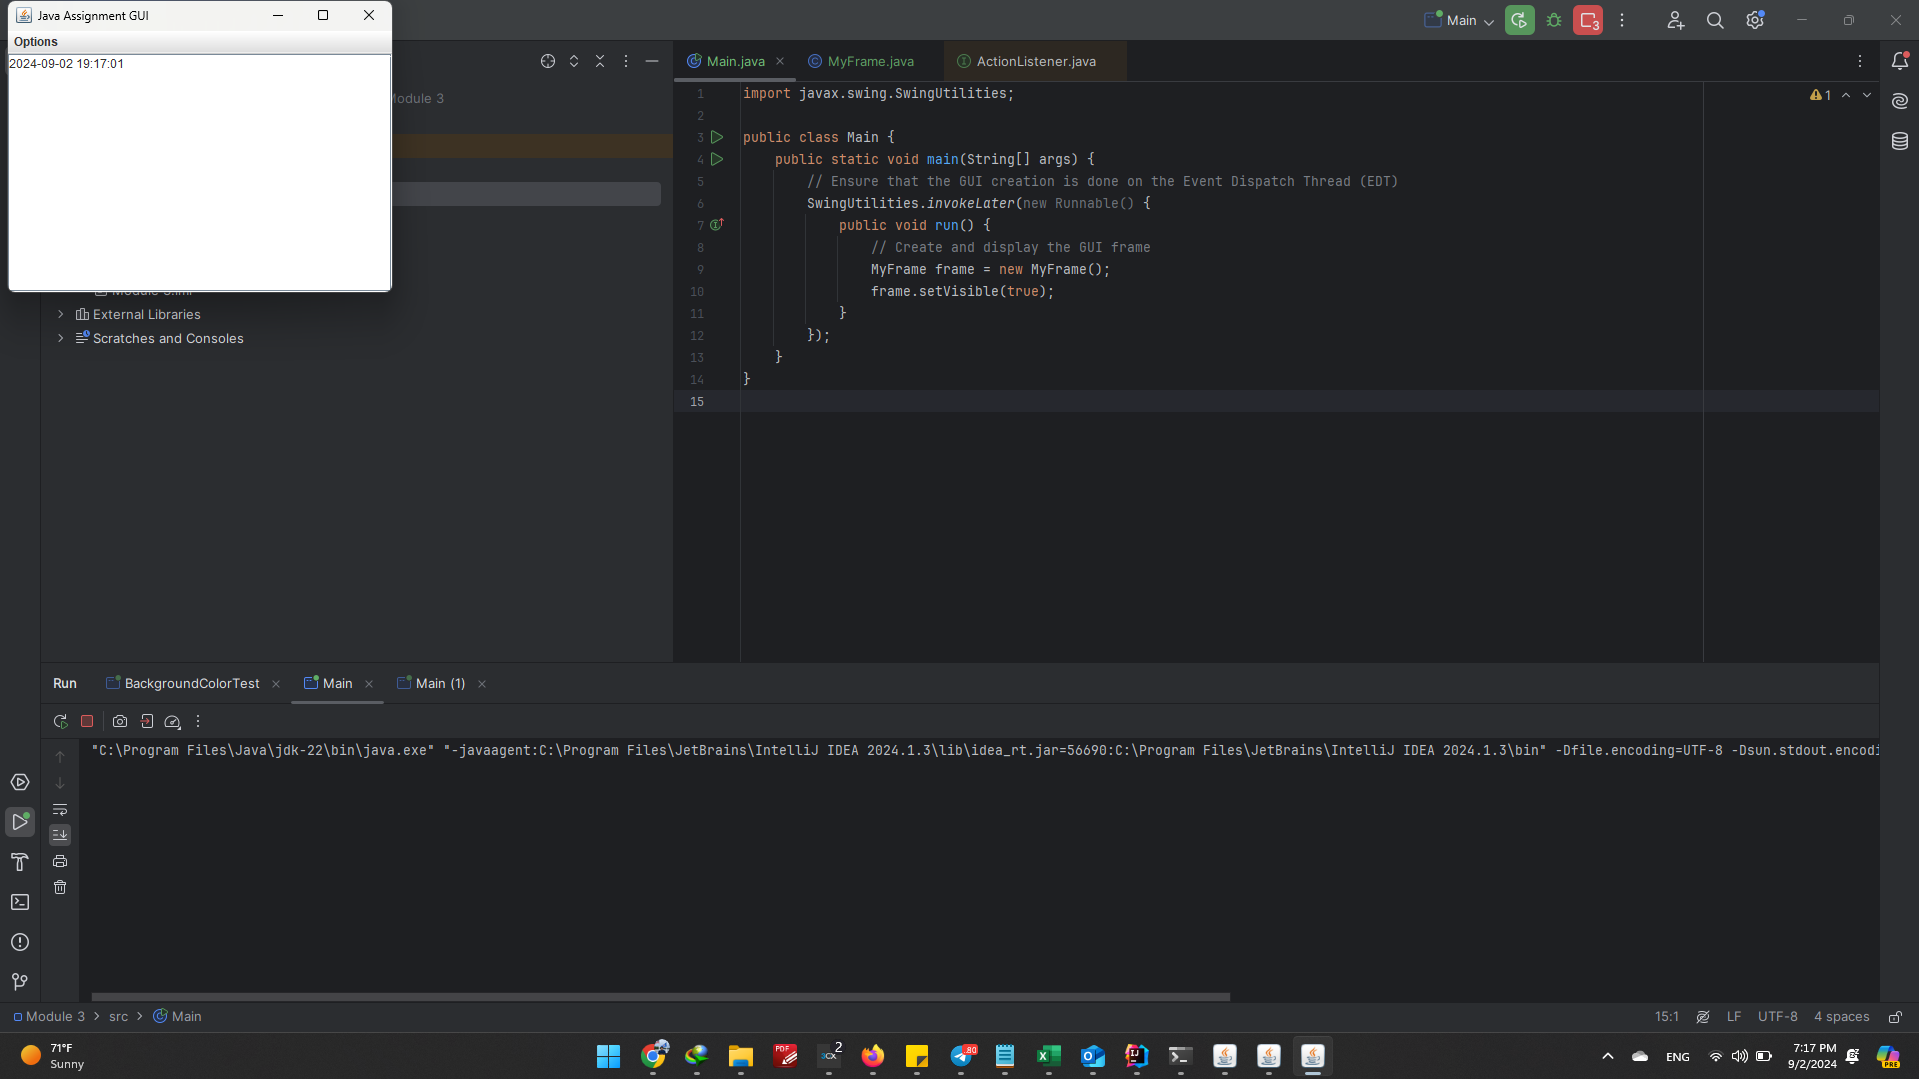 Java Assignment GUI
Options
2024-09-02 19:17:01
Main
3
Module 3
Main.java
MyFrame.java
ActionListener.java
1
1 import javax.swing.SwingUtilities;
2
3 public class Main {
4 public static void main(String[] args) {
5 // Ensure that the GUI creation is done on the Event Dispatch Thread (EDT)
6 SwingUtilities.invokeLater(new Runnable() {
7 public void run() {
8 // Create and display the GUI frame
9 MyFrame frame = new MyFrame();
10 frame.setVisible(true);
11 }
12 });
13 }
14 }
15
External Libraries
Scratches and Consoles
Run
BackgroundColorTest
Main
Main (1)
"C:\Program Files\Java\jdk-22\bin\java.exe" "-javaagent:C:\Program Files\JetBrains\IntelliJ IDEA 2024.1.3\lib\idea_rt.jar=56690:C:\Program Files\JetBrains\IntelliJ IDEA 2024.1.3\bin" -Dfile.encoding=UTF-8 -Dsun.stdout.encodi
Module 3 > src > Main
15:1 LF UTF-8 4 spaces
71°F
Sunny
PDF
3CX
2
80
IJ
ENG
7:17 PM
9/2/2024
PRE